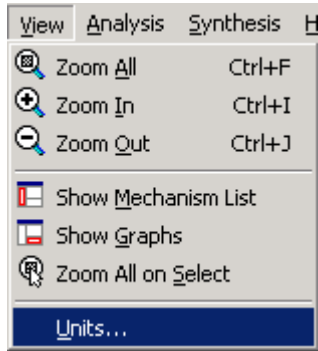 View Analysis Synthesis H
Zoom All Ctrl+F
Zoom In Ctrl+I
Zoom Out Ctrl+J
Show Mechanism List
Show Graphs
Zoom All on Select
Units...